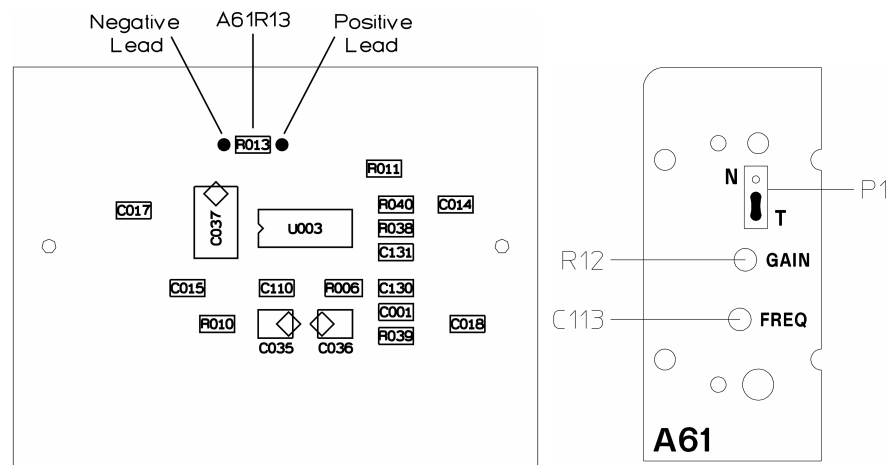 Negative Lead
A61R13
Positive Lead
R013
R011
C017
C037
U003
R040
C014
R038
C131
C015
C110
R006
C130
C001
R010
C035
C036
R039
C018
N
P1
T
R12
GAIN
C113
FREQ
A61